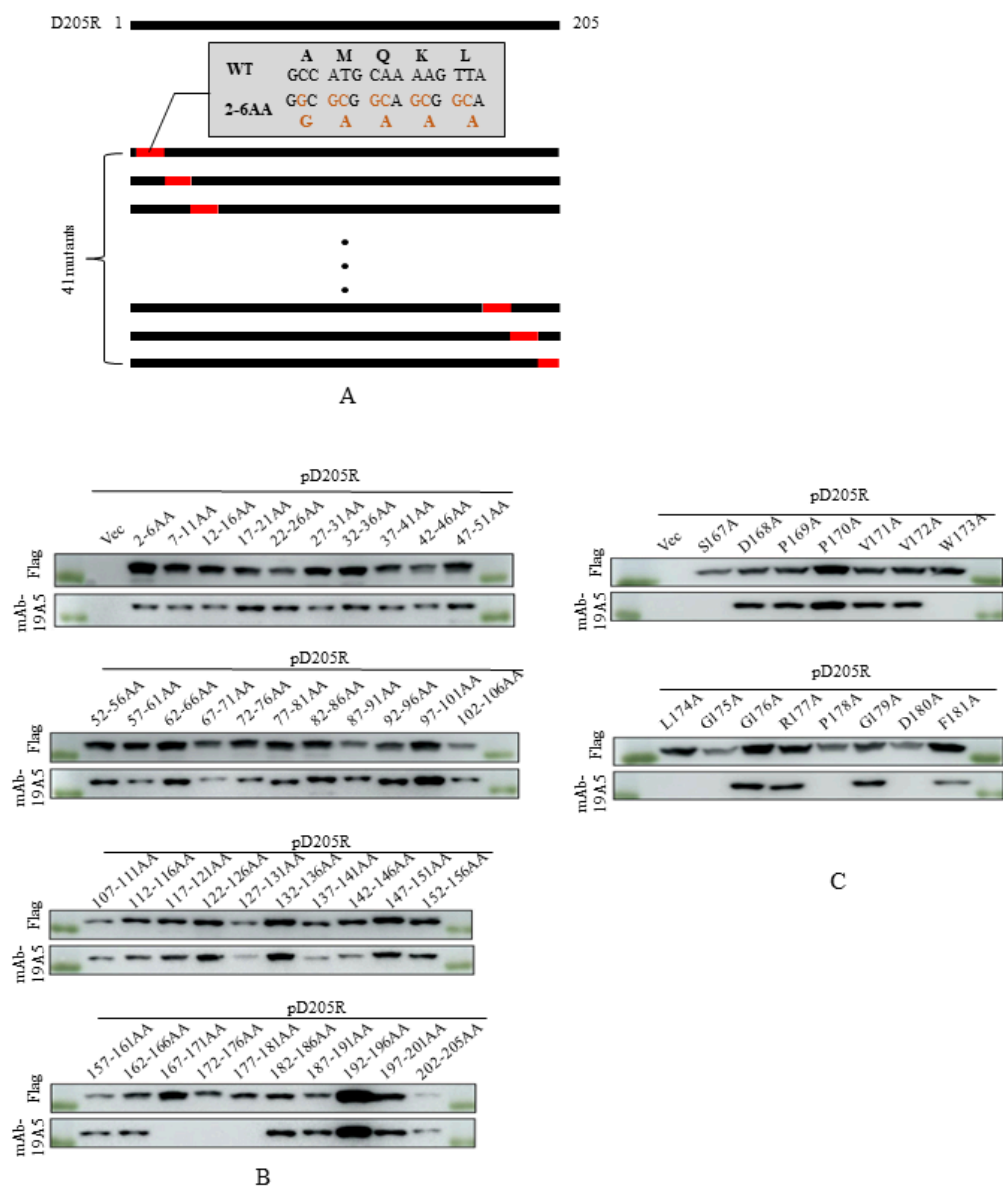 D205R 1 205
A M Q K L
WT GCC ATG CAA AAG TTA
2-6AA GGC GCG GCA GCG GCA
G A A A A
41 mutants
A
pD205R
Vec 2-6AA 7-11AA 12-16AA 17-21AA 22-26AA 27-31AA 32-36AA 37-41AA 42-46AA 47-51AA
Flag
mAb-
19A5
pD205R
52-56AA 57-61AA 62-66AA 67-71AA 72-76AA 77-81AA 82-86AA 87-91AA 92-96AA 97-101AA 102-106AA
Flag
mAb-
19A5
pD205R
107-111AA 112-116AA 117-121AA 122-126AA 127-131AA 132-136AA 137-141AA 142-146AA 147-151AA 152-156AA
Flag
mAb-
19A5
pD205R
157-161AA 162-166AA 167-171AA 172-176AA 177-181AA 182-186AA 187-191AA 192-196AA 197-201AA 202-205AA
Flag
mAb-
19A5
B
pD205R
Vec S167A D168A P169A P170A V171A V172A W173A
Flag
mAb-
19A5
pD205R
L174A G175A G176A R177A P178A G179A D180A F181A
Flag
mAb-
19A5
C